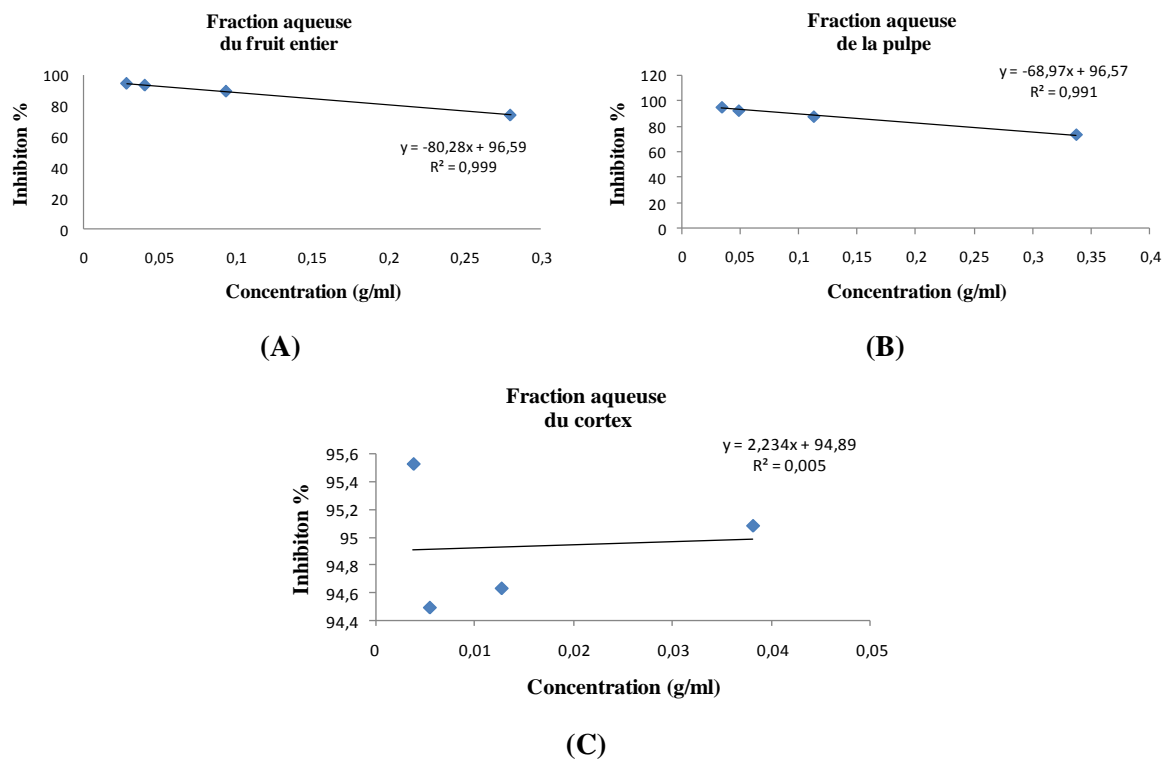 Fraction aqueuse
du fruit entier
100
80
60
40
20
0
Inhibiton %
y = -80,28x + 96,59
R² = 0,999
0 0,05 0,1 0,15 0,2 0,25 0,3
Concentration (g/ml)
(A)
Fraction aqueuse
de la pulpe
120
100
80
60
40
20
0
Inhibiton %
y = -68,97x + 96,57
R² = 0,991
0 0,05 0,1 0,15 0,2 0,25 0,3 0,35 0,4
Concentration (g/ml)
(B)
Fraction aqueuse
du cortex
95,6
95,4
95,2
95
94,8
94,6
94,4
Inhibiton %
y = 2,234x + 94,89
R² = 0,005
0 0,01 0,02 0,03 0,04 0,05
Concentration (g/ml)
(C)